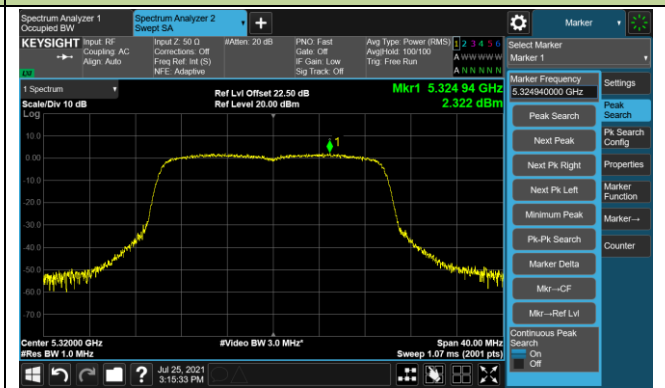 Spectrum Analyzer 1
Occupied BW
Spectrum Analyzer 2
Swept SA
+
Marker
KEYSIGHT
Input: RF
Coupling: AC
Align: Auto
Input Z: 50 Ω
Corrections: Off
Freq Ref: Int (S)
NFE: Adaptive
#Atten: 20 dB
PNO: Fast
Gate: Off
IF Gain: Low
Sig Track: Off
Avg Type: Power (RMS)
Avg|Hold: 100/100
Trig: Free Run
1 2 3 4 5 6
A W W W W W
A N N N N N
Select Marker
Marker 1
1 Spectrum
Scale/Div 10 dB
Log
Ref Lvl Offset 22.50 dB
Ref Level 20.00 dBm
Mkr1 5.324 94 GHz
2.322 dBm
1
10.0
0.00
-10.0
-20.0
-30.0
-40.0
-50.0
-60.0
-70.0
Center 5.32000 GHz
#Res BW 1.0 MHz
#Video BW 3.0 MHz*
Span 40.00 MHz
Sweep 1.07 ms (2001 pts)
Marker Frequency
5.324940000 GHz
Peak Search
Next Peak
Next Pk Right
Next Pk Left
Minimum Peak
Pk-Pk Search
Marker Delta
Mkr→CF
Mkr→Ref Lvl
Continuous Peak
Search
On
Off
Settings
Peak
Search
Pk Search
Config
Properties
Marker
Function
Marker→
Counter
?
Jul 25, 2021
3:15:33 PM